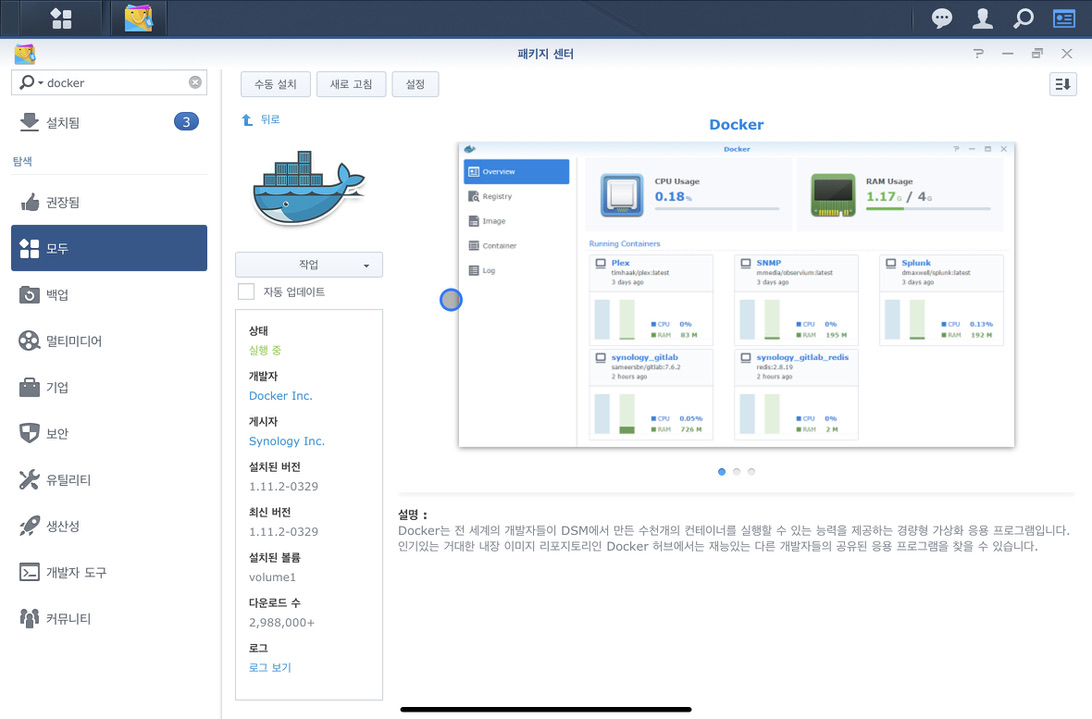 패키지 센터
docker
설치됨
3
탐색
권장됨
모두
백업
멀티미디어
기업
보안
유틸리티
생산성
개발자 도구
커뮤니티
수동 설치
새로 고침
설정
뒤로
작업
자동 업데이트
상태
실행 중
개발자
Docker Inc.
게시자
Synology Inc.
설치된 버전
1.11.2-0329
최신 버전
1.11.2-0329
설치된 볼륨
volume1
다운로드 수
2,988,000+
로그
로그 보기
Docker
Docker
Overview
Registry
Image
Container
Log
CPU Usage
0.18%
RAM Usage
1.17G / 4G
Running Containers
Plex
timhaak/plex:latest
3 days ago
CPU 0%
RAM 83 M
SNMP
mmedia/observium:latest
3 days ago
CPU 0%
RAM 195 M
Splunk
dmaxwell/splunk:latest
3 days ago
CPU 0.13%
RAM 192 M
synology_gitlab
sameersbn/gitlab:7.6.2
2 hours ago
CPU 0.05%
RAM 726 M
synology_gitlab_redis
redis:2.8.19
2 hours ago
CPU 0%
RAM 2 M
설명 :
Docker는 전 세계의 개발자들이 DSM에서 만든 수천개의 컨테이너를 실행할 수 있는 능력을 제공하는 경량형 가상화 응용 프로그램입니다.
인기있는 거대한 내장 이미지 리포지토리인 Docker 허브에서는 재능있는 다른 개발자들의 공유된 응용 프로그램을 찾을 수 있습니다.